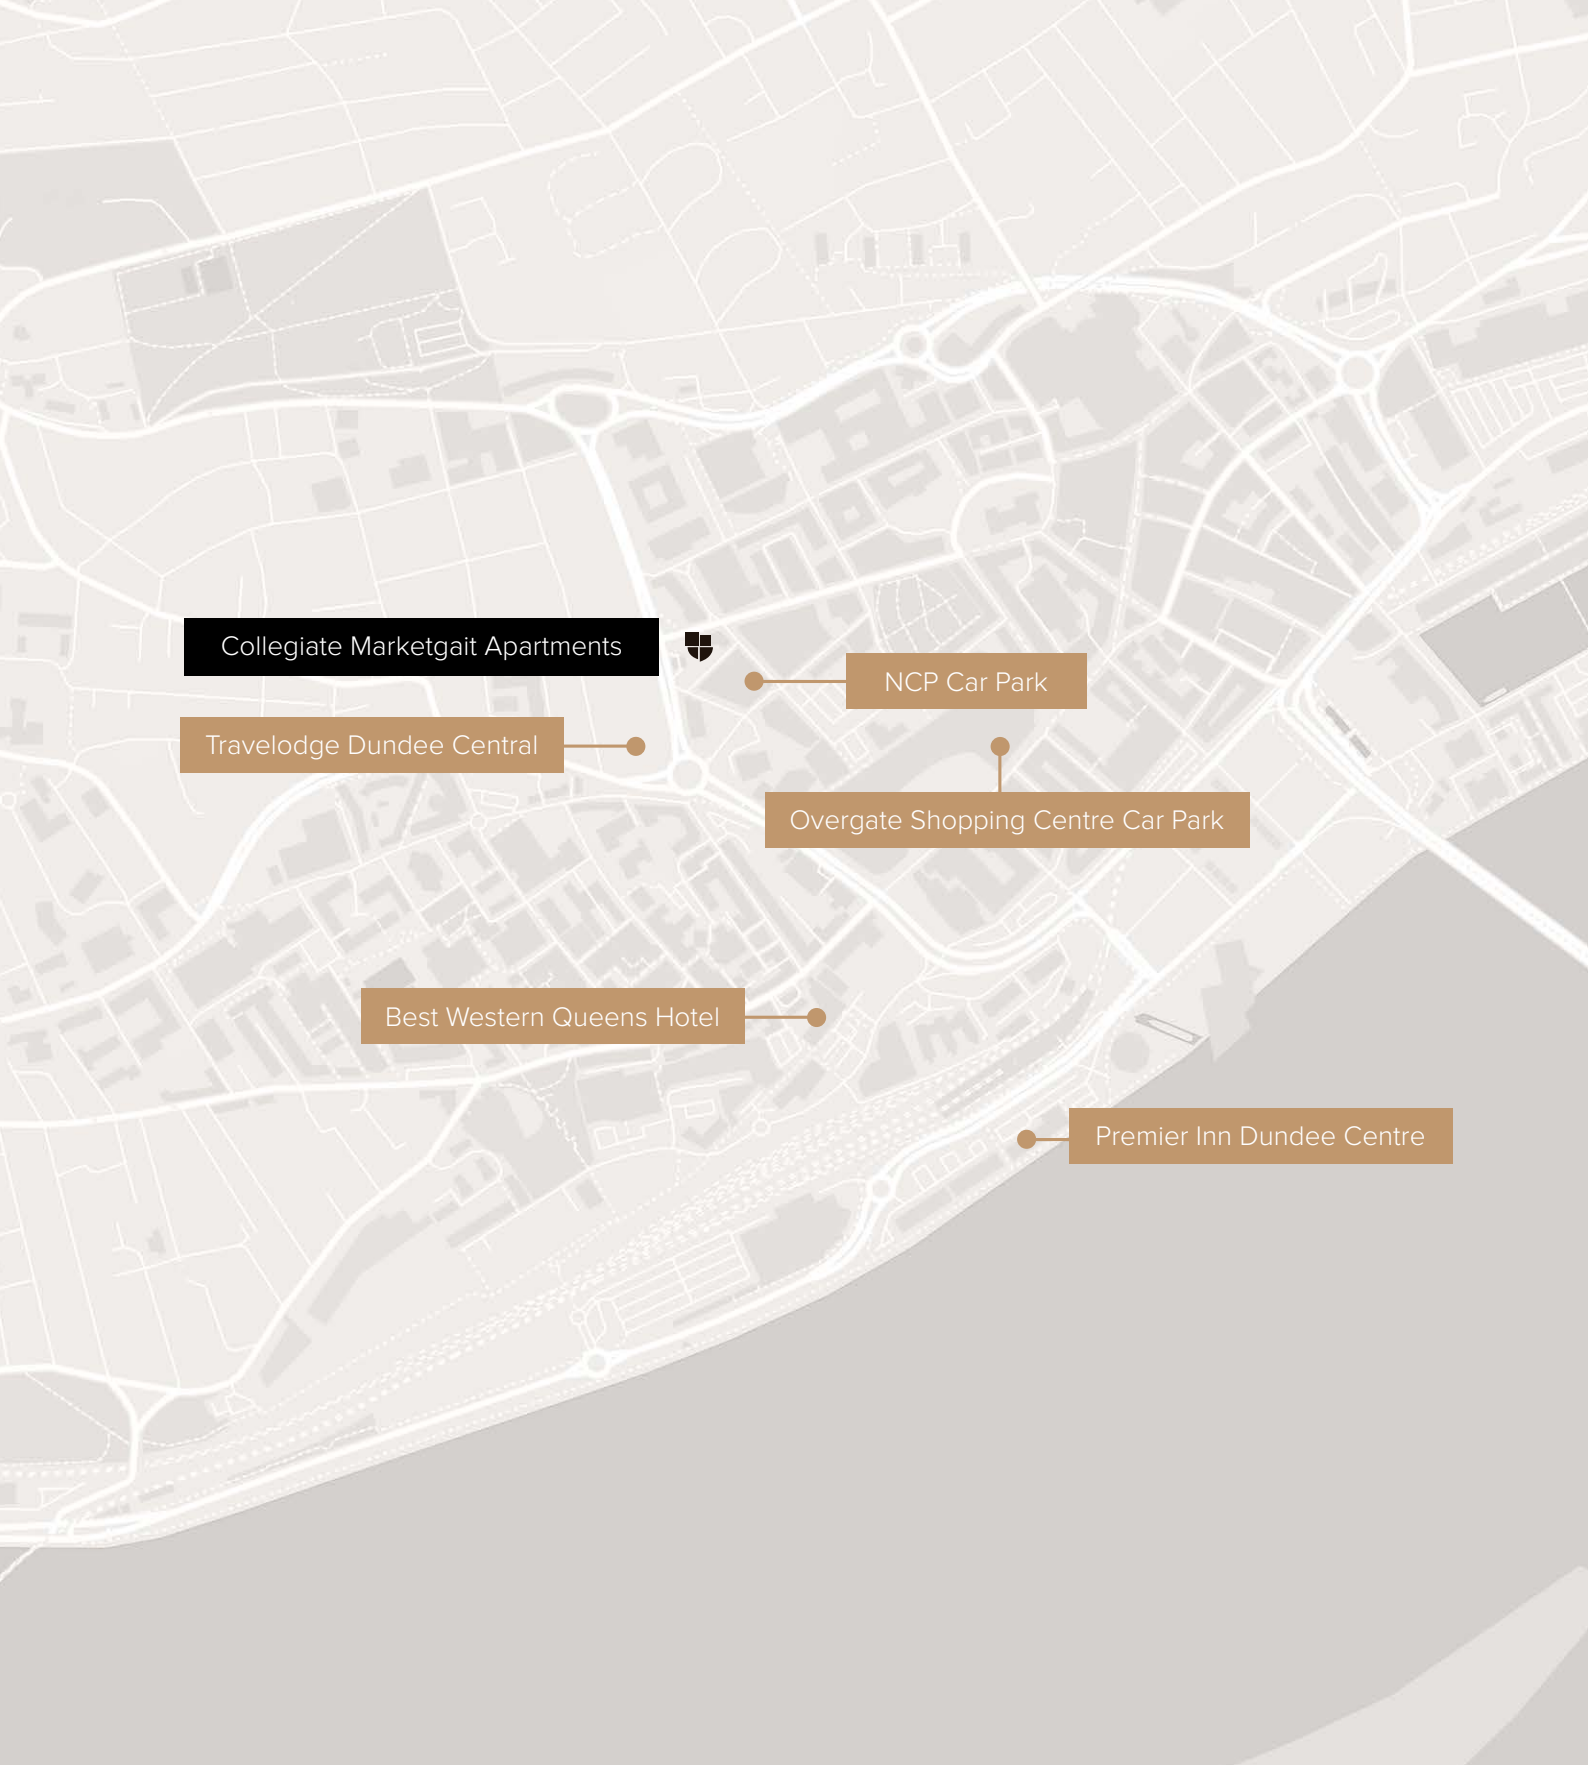 Collegiate Marketgait Apartments
NCP Car Park
Travelodge Dundee Central
Overgate Shopping Centre Car Park
Best Western Queens Hotel
Premier Inn Dundee Centre